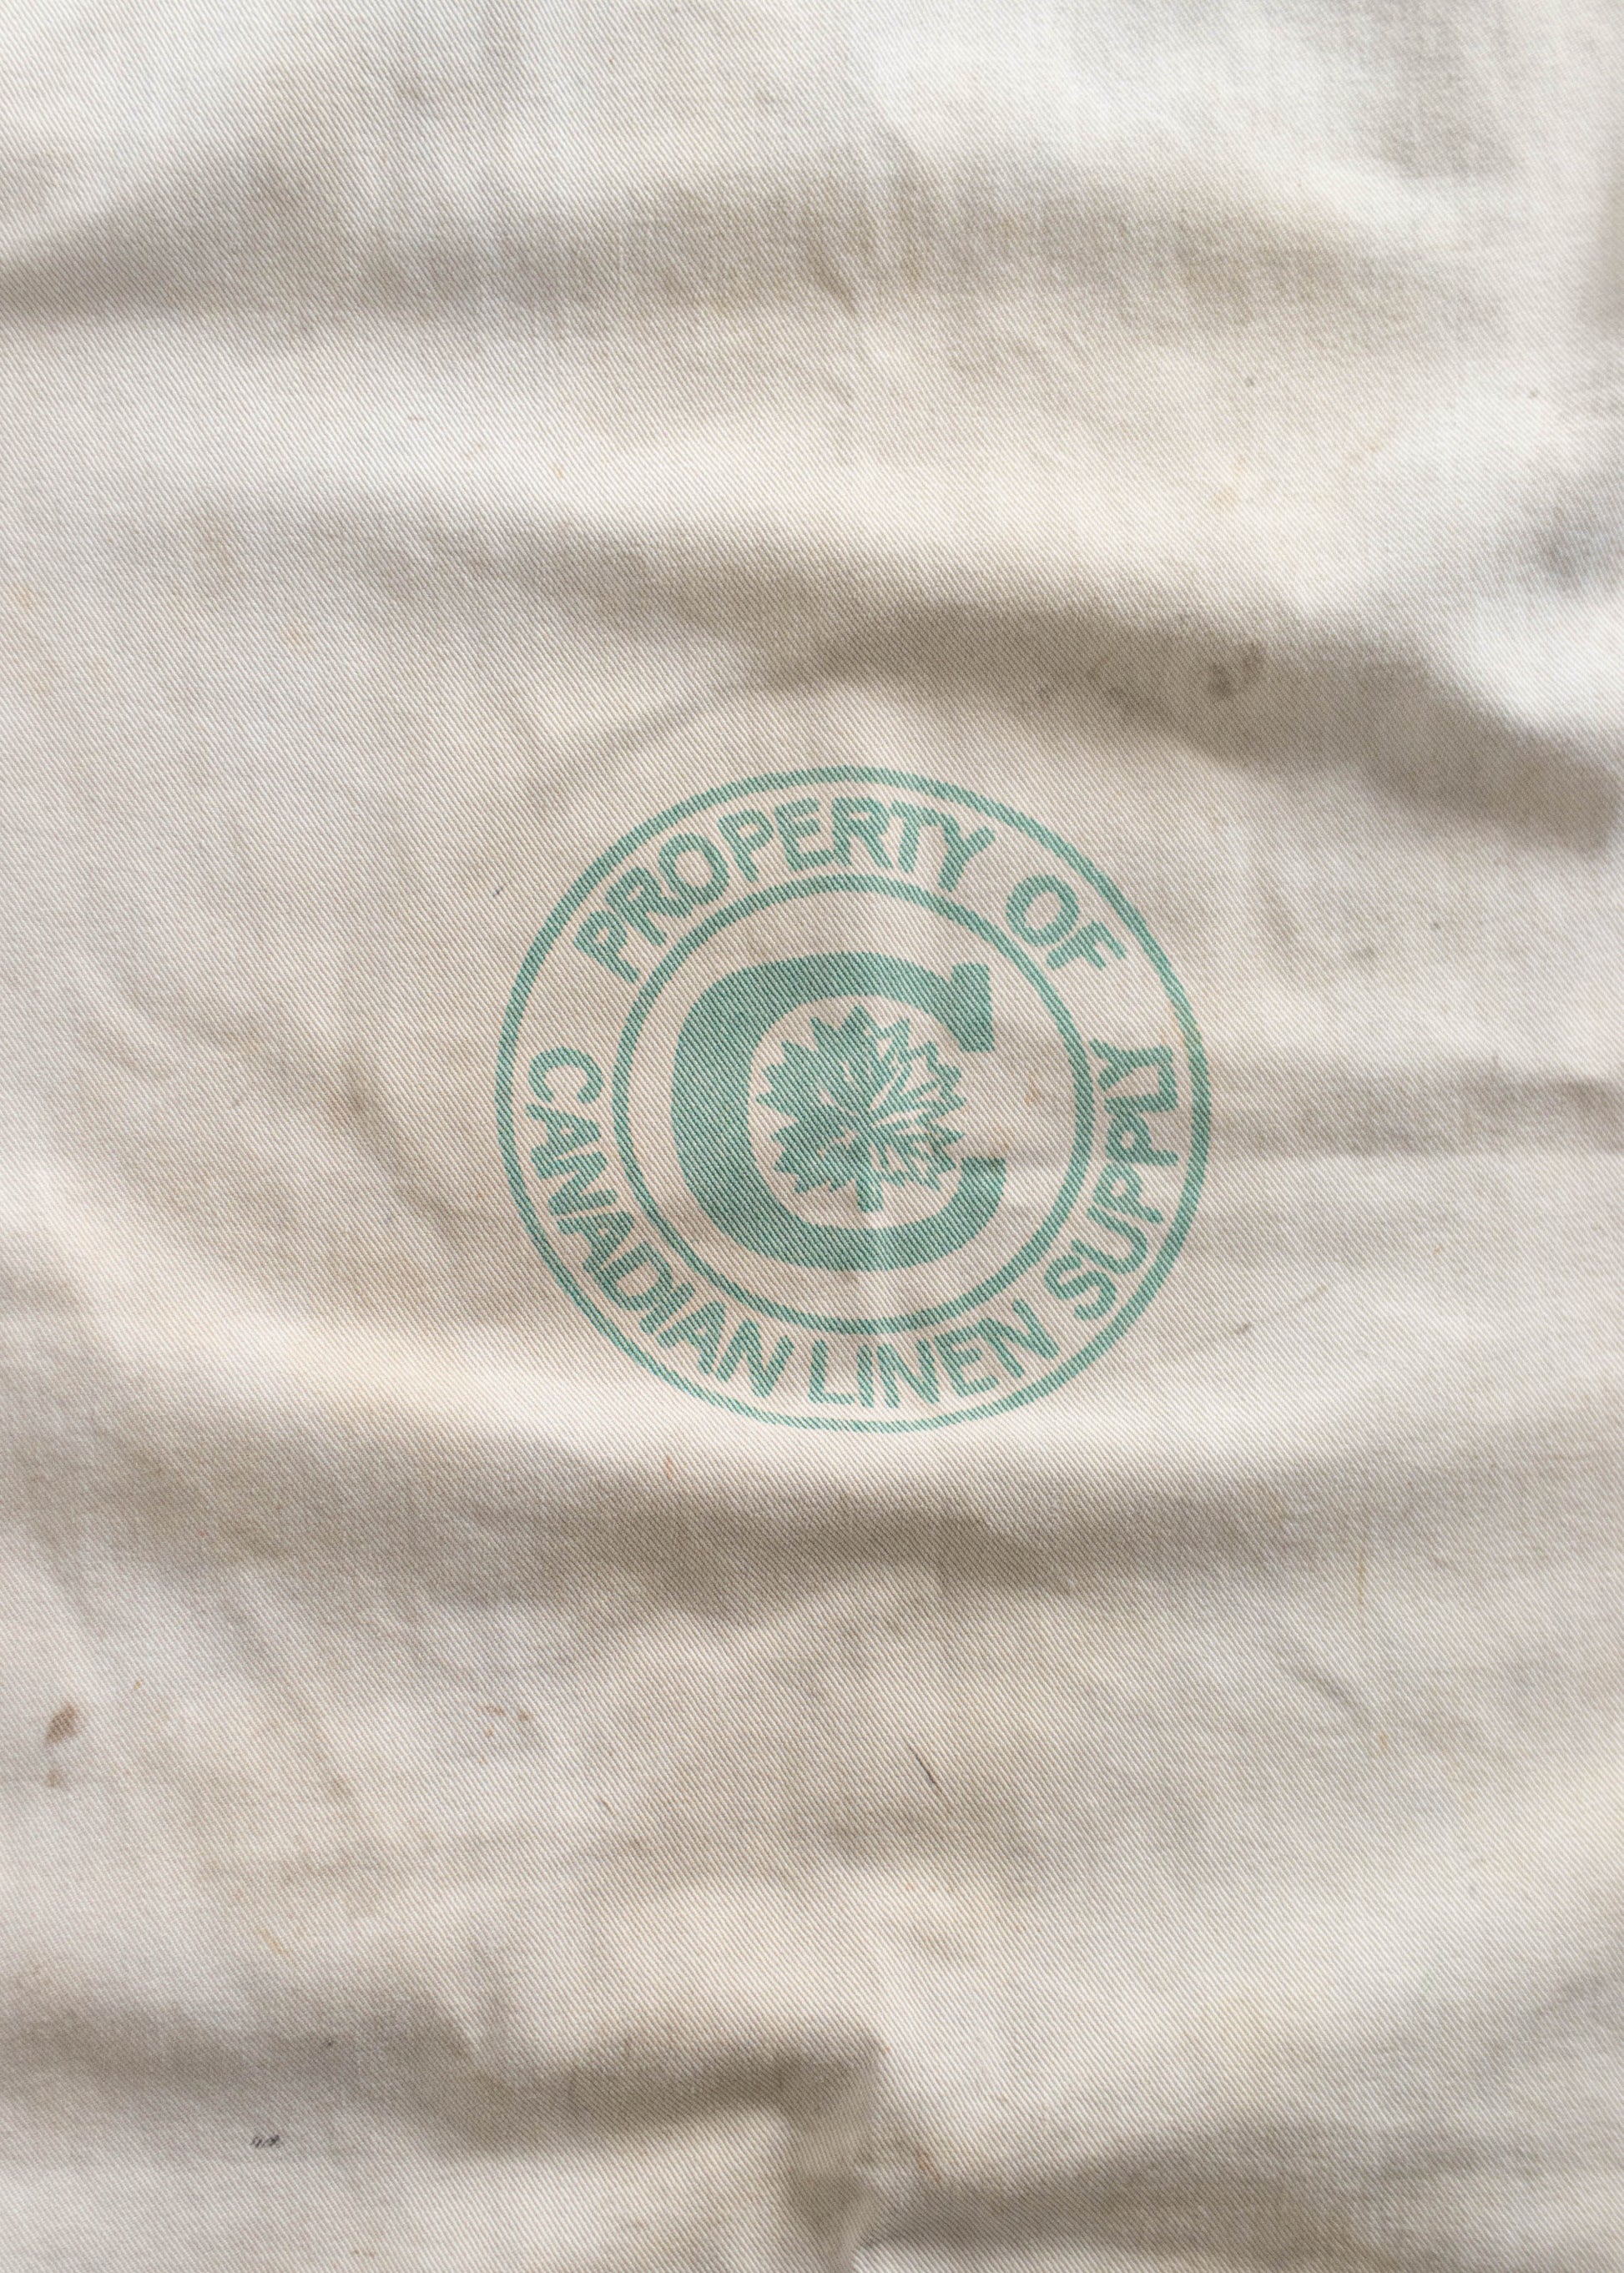 PROPERTY OF
C
CANADIAN LINEN SUPPLY